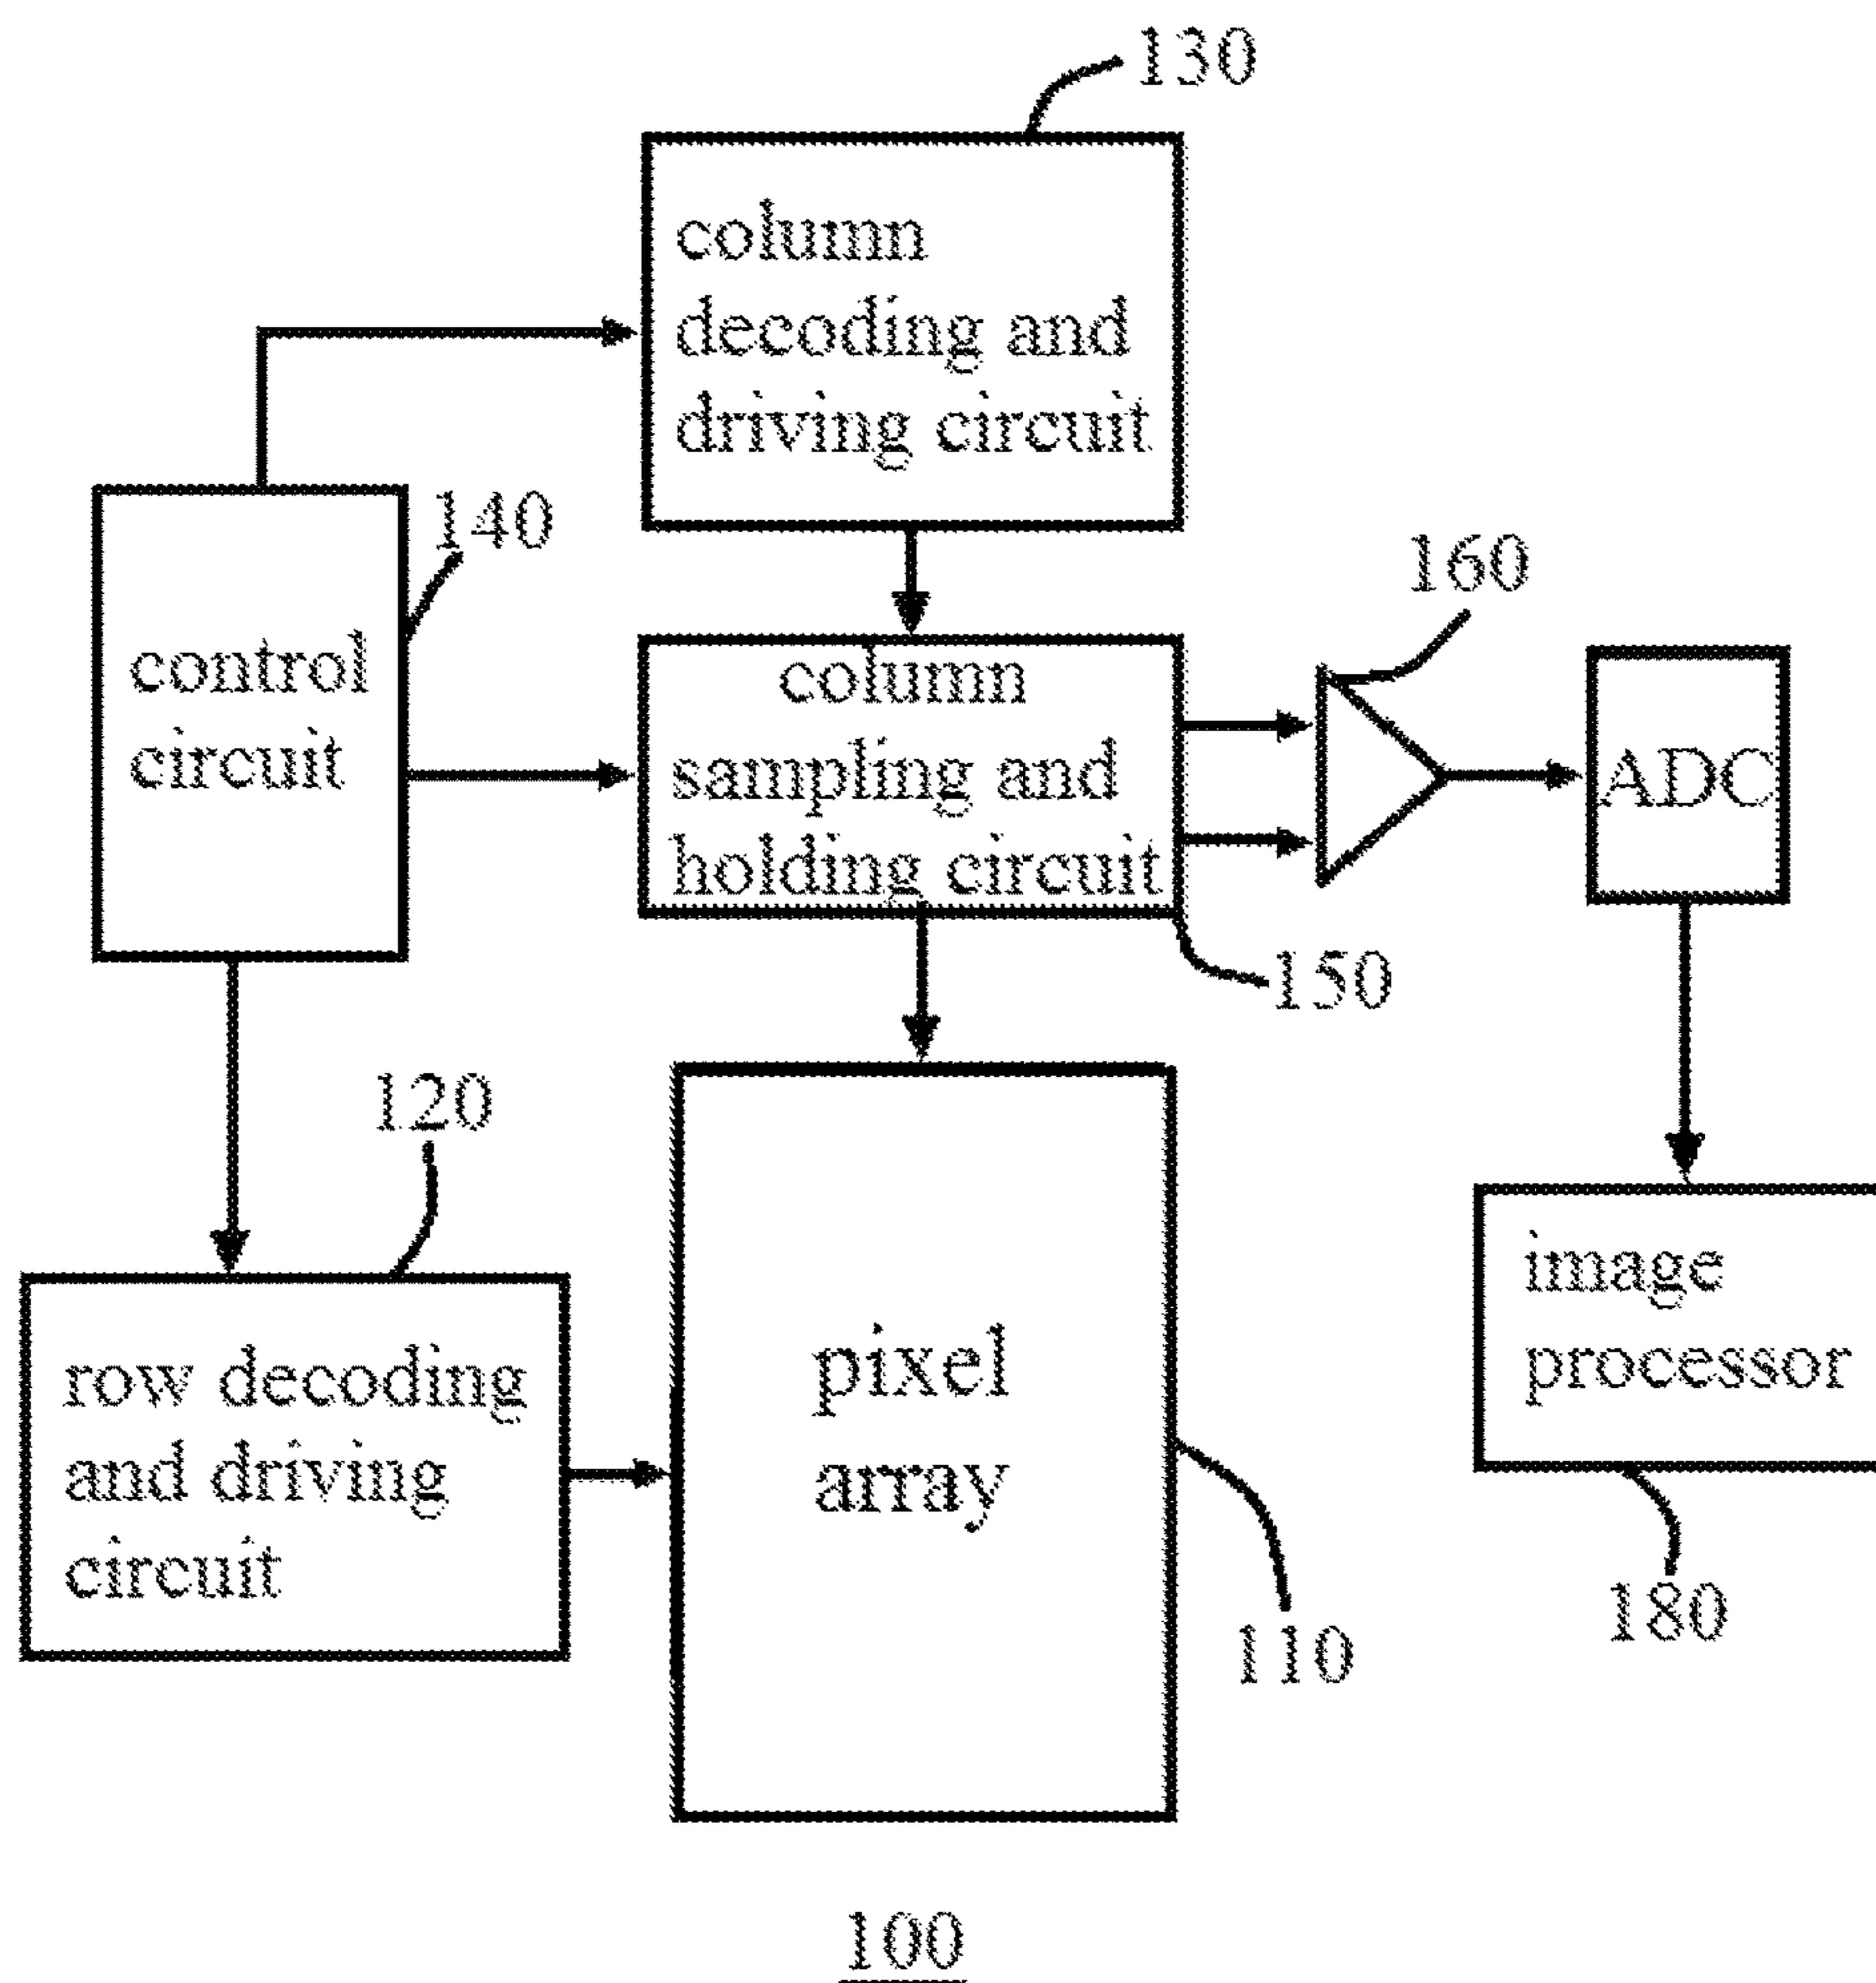 130
column
decoding and
driving circuit
140
control
circuit
160
column
sampling and
holding circuit
ADC
150
120
row decoding
and driving
circuit
pixel
array
image
processor
110
180
100